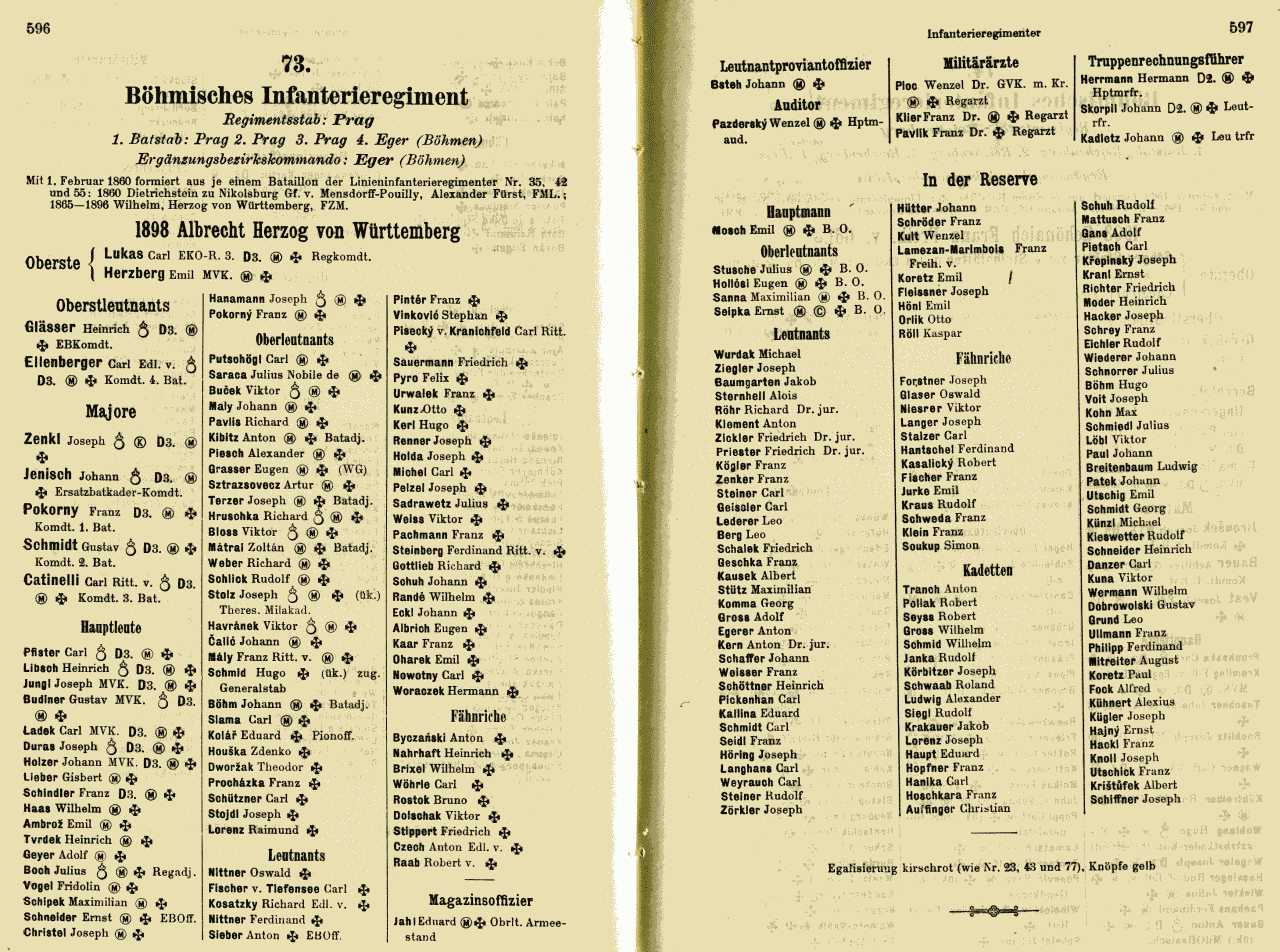 596
73.
Böhmisches Infanterieregiment
Regimentsstab: Prag
1. Batstab: Prag 2. Prag 3. Prag 4. Eger (Böhmen)
Ergänzungsbezirkskommando: Eger (Böhmen)
Mit 1. Februar 1860 formiert aus je einem Bataillon der Linieninfanterieregimenter Nr. 35, 42
und 55: 1860 Dietrichstein zu Nikolsburg Gf. v. Mensdorff-Pouilly, Alexander Fürst, FML.;
1865—1896 Wilhelm, Herzog von Württemberg, FZM.
1898 Albrecht Herzog von Württemberg
Oberste { Lukas Carl EKO-R. 3. D3. Ⓜ ✠ Regkomdt.
Herzberg Emil MVK. Ⓜ ✠
Oberstleutnants
Glässer Heinrich ⚨ D3. Ⓜ
✠ EBKomdt.
Ellenberger Carl Edl. v. ⚨
D3. Ⓜ ✠ Komdt. 4. Bat.
Majore
Zenkl Joseph ⚨ Ⓚ D3. Ⓜ
✠
Jenisch Johann ⚨ D3. Ⓜ
✠ Ersatzbatkader-Komdt.
Pokorny Franz D3. Ⓜ ✠
Komdt. 1. Bat.
Schmidt Gustav ⚨ D3. Ⓜ ✠
Komdt. 2. Bat.
Catinelli Carl Ritt. v. ⚨ D3.
Ⓜ ✠ Komdt. 3. Bat.
Hauptleute
Pfister Carl ⚨ D3. Ⓜ ✠
Libsch Heinrich ⚨ D3. Ⓜ ✠
Jungl Joseph MVK. D3. Ⓜ ✠
Budiner Gustav MVK. ⚨ D3.
Ⓜ ✠
Ladek Carl MVK. D3. Ⓜ ✠
Duras Joseph ⚨ D3. Ⓜ ✠
Holzer Johann MVK. D3. Ⓜ ✠
Lieber Gisbert Ⓜ ✠
Schindler Franz D3. Ⓜ ✠
Haas Wilhelm Ⓜ ✠
Ambrož Emil Ⓜ ✠
Tvrdek Heinrich Ⓜ ✠
Geyer Adolf Ⓜ ✠
Boch Julius ⚨ Ⓜ ✠ Regadj.
Vogel Fridolin Ⓜ ✠
Schipek Maximilian Ⓜ ✠
Schneider Ernst Ⓜ ✠ EBOff.
Christel Joseph Ⓜ ✠
Hanamann Joseph ⚨ Ⓜ ✠
Pokorný Franz Ⓜ ✠
Oberleutnants
Putschögl Carl Ⓜ ✠
Saraca Julius Nobile de Ⓜ ✠
Buček Viktor ⚨ Ⓜ ✠
Maly Johann Ⓜ ✠
Pavlis Richard Ⓜ ✠
Kibitz Anton Ⓜ ✠ Batadj.
Piesch Alexander Ⓜ ✠
Grasser Eugen Ⓜ ✠ (WG)
Sztrazsovecz Artur Ⓜ ✠
Terzer Joseph Ⓜ ✠ Batadj.
Hruschka Richard ⚨ Ⓜ ✠
Bloss Viktor ⚨ Ⓜ ✠
Mátrai Zoltán Ⓜ ✠ Batadj.
Weber Richard Ⓜ ✠
Schlick Rudolf Ⓜ ✠
Stolz Joseph ⚨ Ⓜ ✠ (ük.)
Theres. Milakad.
Havránek Viktor ⚨ Ⓜ ✠
Čalić Johann Ⓜ ✠
Mály Franz Ritt. v. Ⓜ ✠
Schmid Hugo ✠ (ük.) zug.
Generalstab
Böhm Johann Ⓜ ✠ Batadj.
Slama Carl Ⓜ ✠
Kolář Eduard ✠ Pionoff.
Houška Zdenko ✠
Dworžak Theodor ✠
Procházka Franz ✠
Schützner Carl ✠
Stojdl Joseph ✠
Lorenz Raimund ✠
Leutnants
Nittner Oswald ✠
Fischer v. Tiefensee Carl ✠
Kosatzky Richard Edl. v. ✠
Nittner Ferdinand ✠
Sieber Anton ✠ EBOff.
Pintér Franz ✠
Vinković Stephan ✠
Pisecký v. Kranichfeld Carl Ritt.
✠
Sauermann Friedrich ✠
Pyro Felix ✠
Urwalek Franz ✠
Kunz Otto ✠
Kerl Hugo ✠
Renner Joseph ✠
Holda Joseph ✠
Michel Carl ✠
Pelzel Joseph ✠
Sadrawetz Julius ✠
Weiss Viktor ✠
Pachmann Franz ✠
Steinberg Ferdinand Ritt. v. ✠
Gottlieb Richard ✠
Schuh Johann ✠
Randé Wilhelm ✠
Eckl Johann ✠
Albrich Eugen ✠
Kaar Franz ✠
Oharek Emil ✠
Nowotny Carl ✠
Woraczek Hermann ✠
Fähnriche
Byczański Anton ✠
Nahrhaft Heinrich ✠
Brixel Wilhelm ✠
Wöhrle Carl ✠
Rostok Bruno ✠
Dolschak Viktor ✠
Stippert Friedrich ✠
Czech Anton Edl. v. ✠
Raab Robert v. ✠
Magazinsoffizier
Jahl Eduard Ⓜ ✠ Obrlt. Armee-
stand
Infanterieregimenter
597
Leutnantproviantoffizier
Bsteh Johann Ⓜ ✠
Auditor
Pazderský Wenzel Ⓜ ✠ Hptm-
aud.
Militärärzte
Ploc Wenzel Dr. GVK. m. Kr.
Ⓜ ✠ Regarzt
Klier Franz Dr. Ⓜ ✠ Regarzt
Pavlik Franz Dr. ✠ Regarzt
Truppenrechnungsführer
Herrmann Hermann D2. Ⓜ ✠
Hptmrfr.
Skorpil Johann D2. Ⓜ ✠ Leut-
rfr.
Kadletz Johann Ⓜ ✠ Leutrfr
In der Reserve
Hauptmann
Mosch Emil Ⓜ ✠ B. O.
Oberleutnants
Stusche Julius Ⓜ ✠ B. O.
Hollósi Eugen Ⓜ ✠ B. O.
Sanna Maximilian Ⓜ ✠ B. O.
Seipka Ernst Ⓜ Ⓒ ✠ B. O.
Leutnants
Wurdak Michael
Ziegler Joseph
Baumgarten Jakob
Sternhell Alois
Röhr Richard Dr. jur.
Klement Anton
Zickler Friedrich Dr. jur.
Priester Friedrich Dr. jur.
Kögler Franz
Zenker Franz
Steiner Carl
Geissler Carl
Lederer Leo
Berg Leo
Schalek Friedrich
Geschka Franz
Kausek Albert
Stütz Maximilian
Komma Georg
Gross Adolf
Egerer Anton
Kern Anton Dr. jur.
Schaffer Johann
Weisser Franz
Schöttner Heinrich
Pickenhan Carl
Kallina Eduard
Schmidt Carl
Seidl Franz
Höring Joseph
Langhans Carl
Weyrauch Carl
Steiner Rudolf
Zörkler Joseph
Hütter Johann
Schröder Franz
Kult Wenzel
Lamezan-Marimbois Franz
Freih. v.
Koretz Emil
Fleissner Joseph
Hönl Emil
Orlik Otto
Röll Kaspar
Fähnriche
Forstner Joseph
Glaser Oswald
Niesrer Viktor
Langer Joseph
Stalzer Carl
Hantschel Ferdinand
Kasalický Robert
Fischer Franz
Jurke Emil
Kraus Rudolf
Schweda Franz
Klein Franz
Soukup Simon
Kadetten
Tranch Anton
Pollak Robert
Seyss Robert
Gross Wilhelm
Schmid Wilhelm
Janka Rudolf
Körbitzer Joseph
Schwaab Roland
Ludwig Alexander
Siegl Rudolf
Krakauer Jakob
Lorenz Joseph
Haupt Eduard
Hopfner Franz
Hanika Carl
Hoschkara Franz
Auffinger Christian
Schuh Rudolf
Mattusch Franz
Gans Adolf
Pietsch Carl
Křepinský Joseph
Kranl Ernst
Richter Friedrich
Moder Heinrich
Hacker Joseph
Schrey Franz
Eichler Rudolf
Wiederer Johann
Schnorrer Julius
Böhm Hugo
Voit Joseph
Kohn Max
Schmiedl Julius
Löbl Viktor
Paul Johann
Breitenbaum Ludwig
Patek Johann
Utschig Emil
Schmidt Georg
Künzl Michael
Kieswetter Rudolf
Schneider Heinrich
Danzer Carl
Kuna Viktor
Wermann Wilhelm
Dobrowolski Gustav
Grund Leo
Ullmann Franz
Philipp Ferdinand
Mitreiter August
Koretz Paul
Fock Alfred
Kühnert Alexius
Kügler Joseph
Hajný Ernst
Hackl Franz
Knoll Joseph
Utschick Franz
Krištůfek Albert
Schiffner Joseph
Egalisierung kirschrot (wie Nr. 23, 43 und 77), Knöpfe gelb